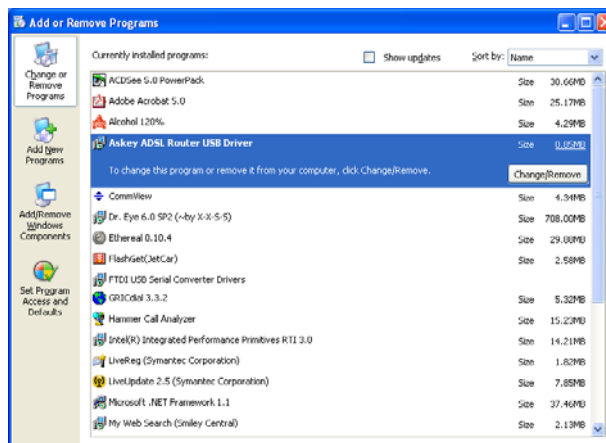 Add or Remove Programs
Change or
Remove
Programs
Add New
Programs
Add/Remove
Windows
Components
Set Program
Access and
Defaults
Currently installed programs: Show updates Sort by: Name
ACDSee 5.0 PowerPack Size 30.66MB
Adobe Acrobat 5.0 Size 25.17MB
Alcohol 120% Size 4.29MB
Askey ADSL Router USB Driver Size 0.05MB
To change this program or remove it from your computer, click Change/Remove. Change/Remove
CommView Size 4.34MB
Dr. Eye 6.0 SP2 (~by X-X-S-S) Size 708.00MB
Ethereal 0.10.4 Size 29.00MB
FlashGet(JetCar) Size 2.58MB
FTDI USB Serial Converter Drivers
GRICdial 3.3.2 Size 5.32MB
Hammer Call Analyzer Size 15.23MB
Intel(R) Integrated Performance Primitives RTI 3.0 Size 14.21MB
LiveReg (Symantec Corporation) Size 1.82MB
LiveUpdate 2.5 (Symantec Corporation) Size 7.85MB
Microsoft .NET Framework 1.1 Size 37.46MB
My Web Search (Smiley Central) Size 2.13MB